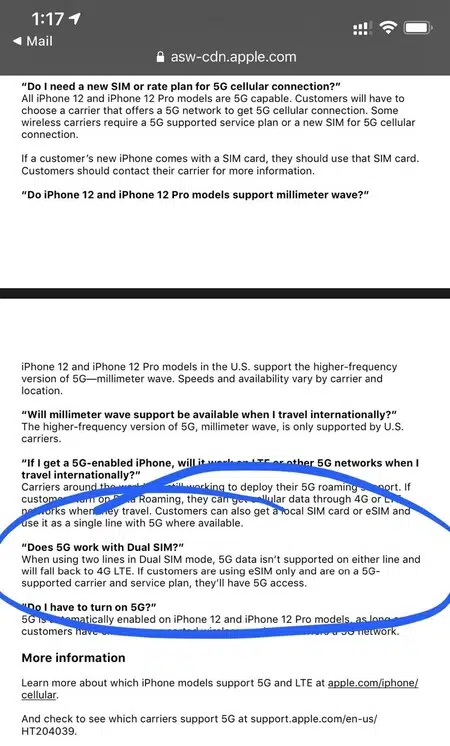 1:17
Mail
asw-cdn.apple.com
“Do I need a new SIM or rate plan for 5G cellular connection?”
All iPhone 12 and iPhone 12 Pro models are 5G capable. Customers will have to
choose a carrier that offers a 5G network to get 5G cellular connection. Some
wireless carriers require a 5G supported service plan or a new SIM for 5G cellular
connection.
If a customer’s new iPhone comes with a SIM card, they should use that SIM card.
Customers should contact their carrier for more information.
“Do iPhone 12 and iPhone 12 Pro models support millimeter wave?”
iPhone 12 and iPhone 12 Pro models in the U.S. support the higher-frequency
version of 5G—millimeter wave. Speeds and availability vary by carrier and
location.
“Will millimeter wave support be available when I travel internationally?”
The higher-frequency version of 5G, millimeter wave, is only supported by U.S.
carriers.
“If I get a 5G-enabled iPhone, will it work on LTE or other 5G networks when I
travel internationally?”
Carriers around the still working to deploy their 5G roaming support. If
turn on Roaming, they can get cellular data through 4G or
networks when they travel. Customers can also get a local SIM card or eSIM and
use it as a single line with 5G where available.
“Does 5G work with Dual SIM?”
When using two lines in Dual SIM mode, 5G data isn’t supported on either line and
will fall back to 4G LTE. If customers are using eSIM only and are on a 5G-
supported carrier and service plan, they’ll have 5G access.
“Do I have to turn on 5G?”
5G is automatically enabled on iPhone 12 and iPhone 12 Pro models, as long
customers have network.
More information
Learn more about which iPhone models support 5G and LTE at apple.com/iphone/
cellular.
And check to see which carriers support 5G at support.apple.com/en-us/
HT204039.